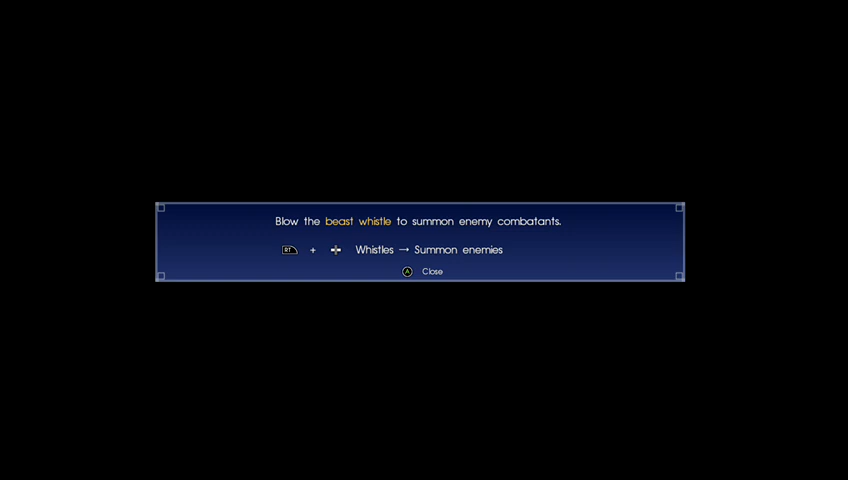 Blow the beast whistle to summon enemy combatants.
RT + Whistles → Summon enemies
A Close